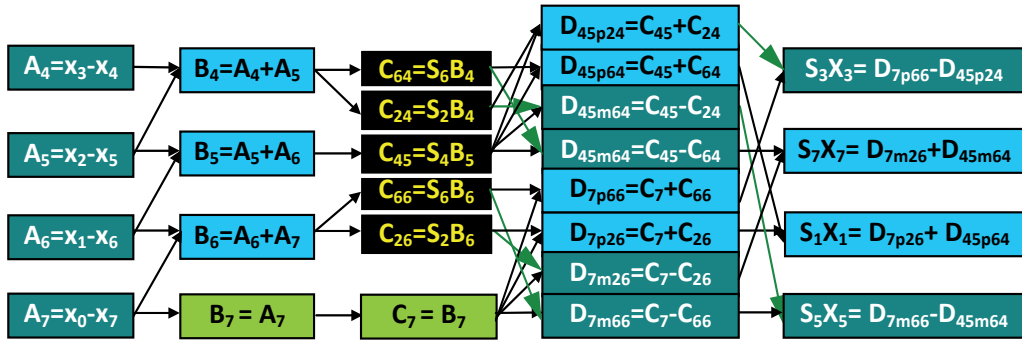 A₄=x₃-x₄
A₅=x₂-x₅
A₆=x₁-x₆
A₇=x₀-x₇
B₄=A₄+A₅
B₅=A₅+A₆
B₆=A₆+A₇
B₇ = A₇
C₆₄=S₆B₄
C₂₄=S₂B₄
C₄₅=S₄B₅
C₆₆=S₆B₆
C₂₆=S₂B₆
C₇ = B₇
D₄₅ₚ₂₄=C₄₅+C₂₄
D₄₅ₚ₆₄=C₄₅+C₆₄
D₄₅ₘ₆₄=C₄₅-C₂₄
D₄₅ₘ₆₄=C₄₅-C₆₄
D₇ₚ₆₆=C₇+C₆₆
D₇ₚ₂₆=C₇+C₂₆
D₇ₘ₂₆=C₇-C₂₆
D₇ₘ₆₆=C₇-C₆₆
S₃X₃= D₇ₚ₆₆-D₄₅ₚ₂₄
S₇X₇= D₇ₘ₂₆+D₄₅ₘ₆₄
S₁X₁= D₇ₚ₂₆+ D₄₅ₚ₆₄
S₅X₅= D₇ₘ₆₆-D₄₅ₘ₆₄